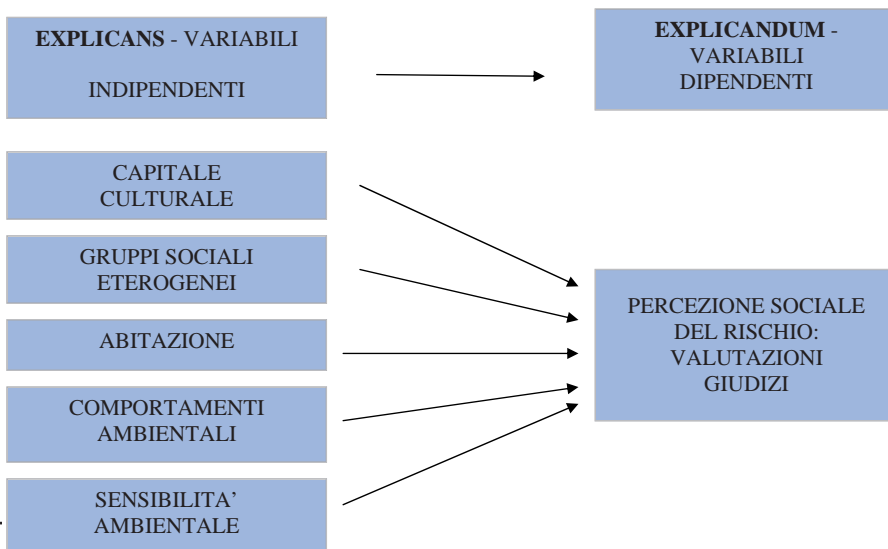 EXPLICANS - VARIABILI
INDIPENDENTI
EXPLICANDUM -
VARIABILI
DIPENDENTI
CAPITALE
CULTURALE
GRUPPI SOCIALI
ETEROGENEI
ABITAZIONE
COMPORTAMENTI
AMBIENTALI
SENSIBILITA’
AMBIENTALE
PERCEZIONE SOCIALE
DEL RISCHIO:
VALUTAZIONI
GIUDIZI